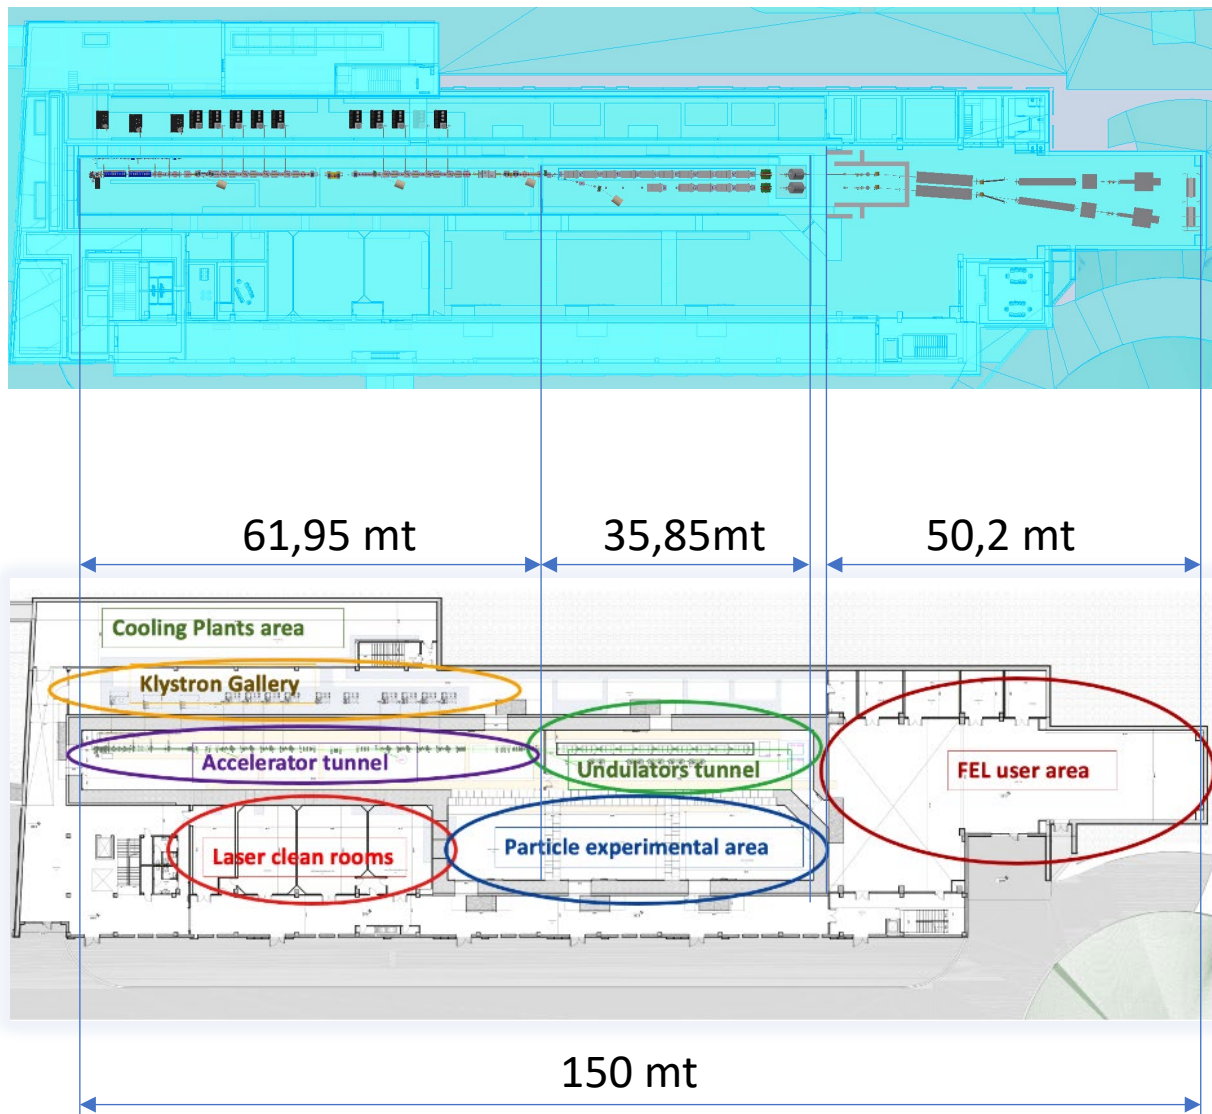 61,95 mt
35,85mt
50,2 mt
Cooling Plants area
Klystron Gallery
Accelerator tunnel
Undulators tunnel
FEL user area
Laser clean rooms
Particle experimental area
150 mt